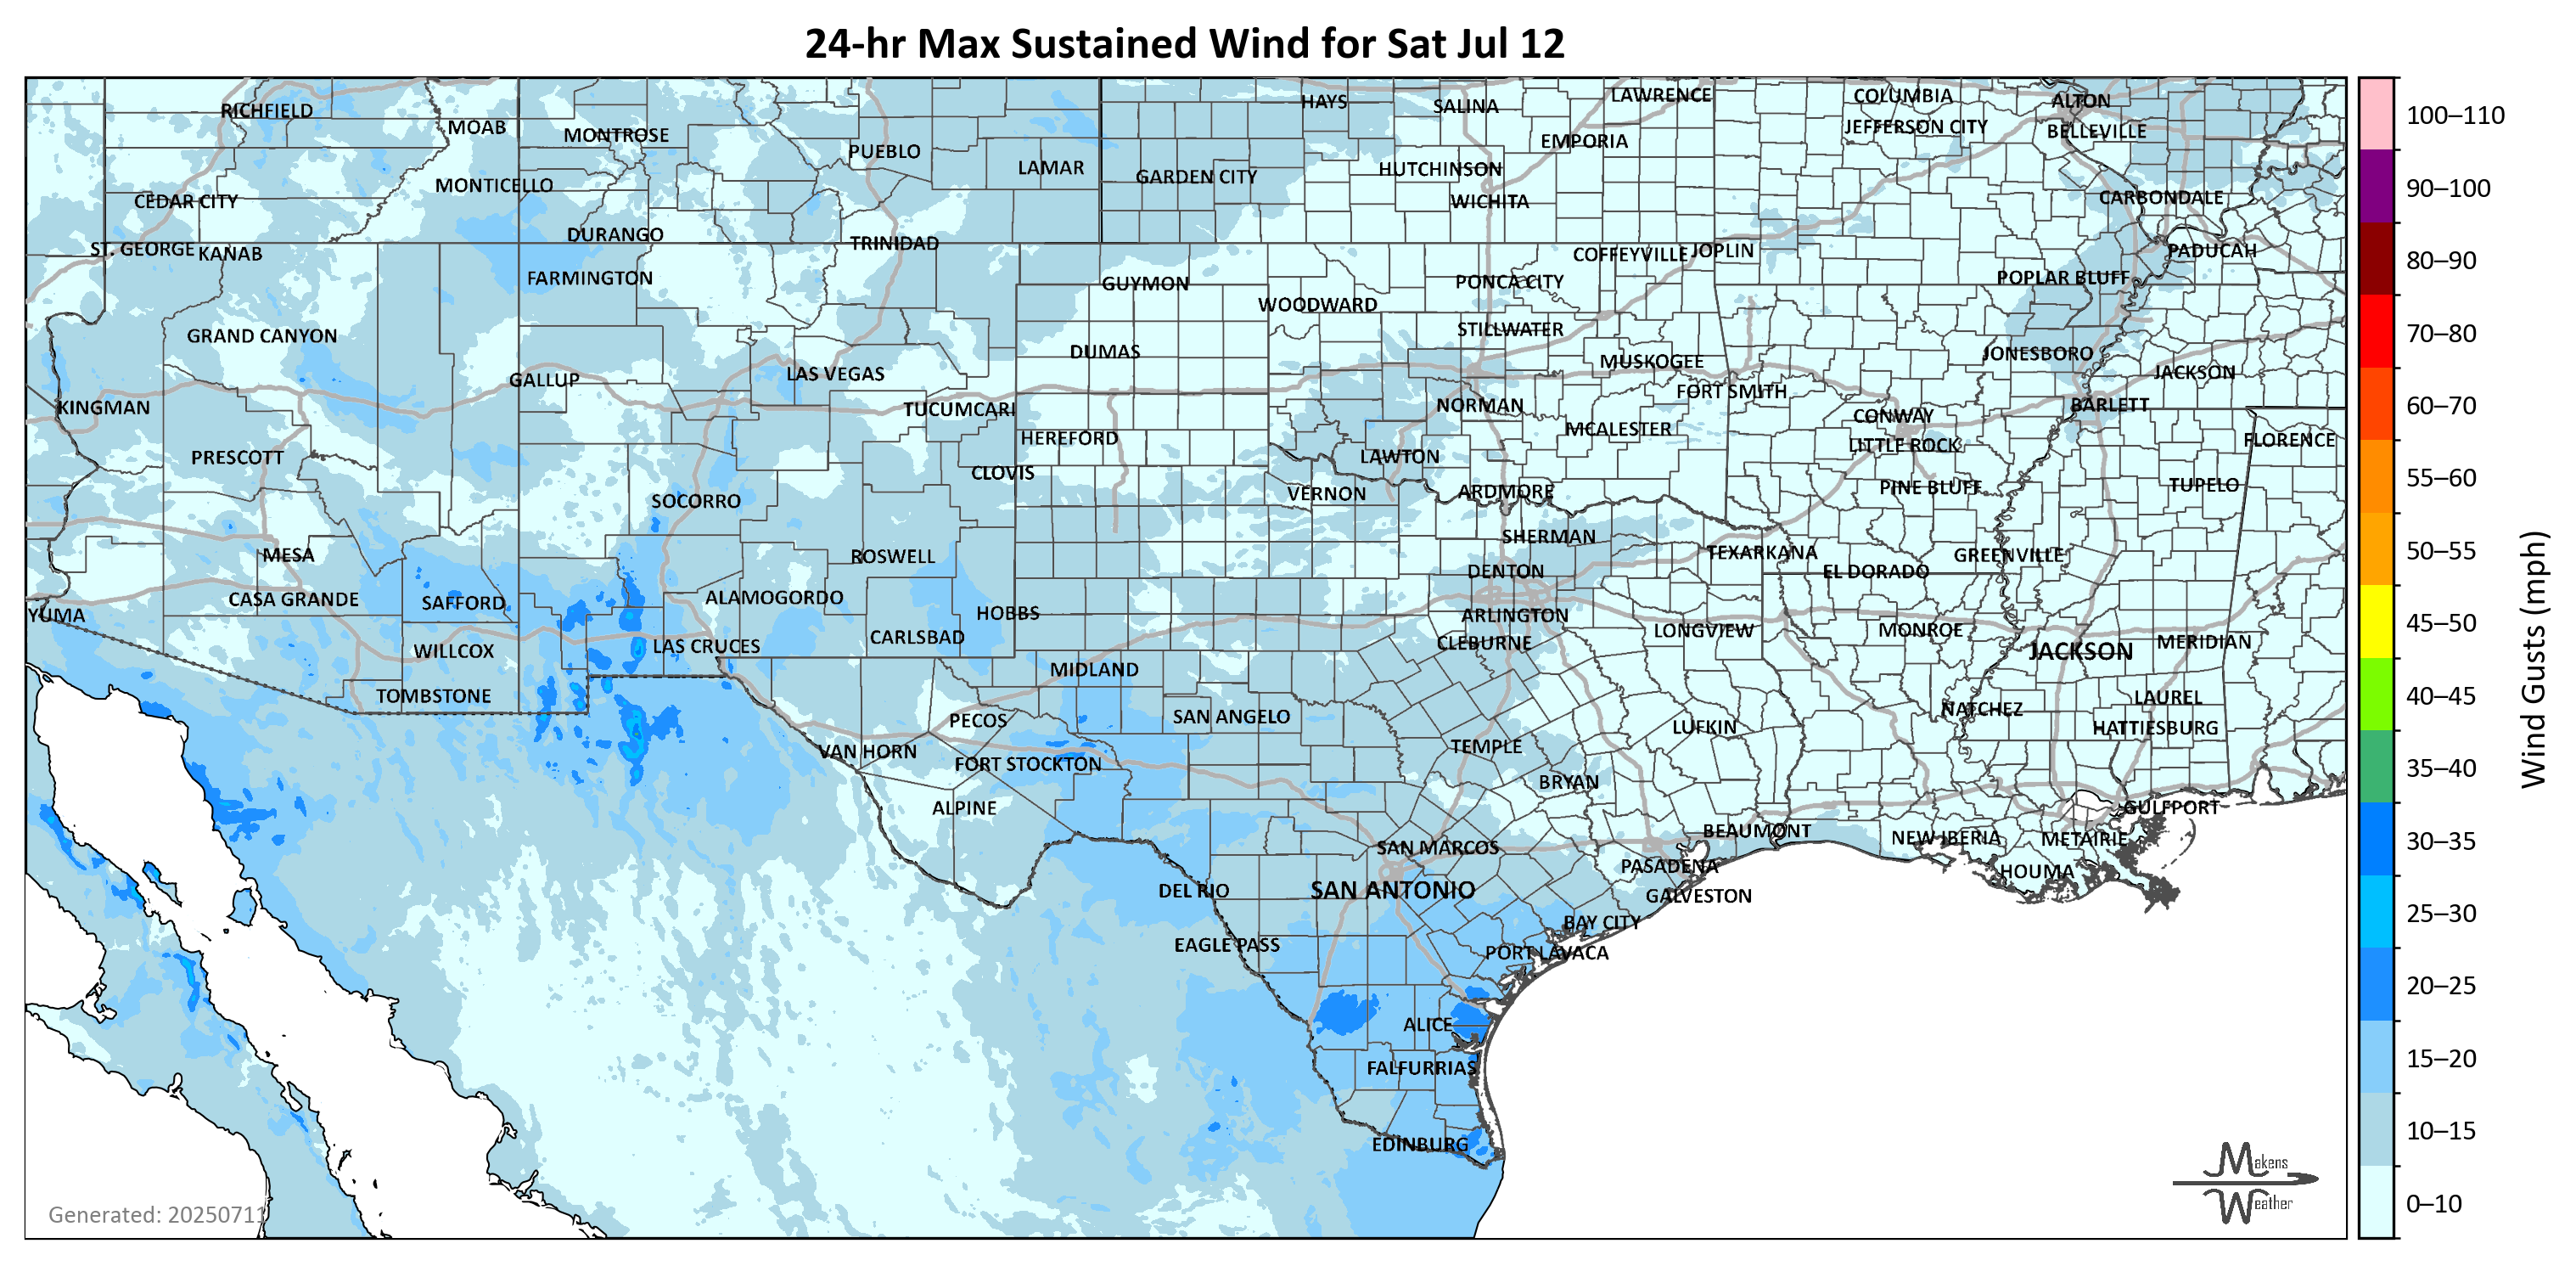 24-hr Max Sustained Wind for Sat Jul 12
RICHFIELD
MOAB
MONTROSE
PUEBLO
LAMAR
HAYS
SALINA
LAWRENCE
COLUMBIA
ALTON
EMPORIA
JEFFERSON CITY
BELLEVILLE
CEDAR CITY
MONTICELLO
GARDEN CITY
HUTCHINSON
WICHITA
CARBONDALE
ST. GEORGE
KANAB
DURANGO
TRINIDAD
COFFEYVILLE
JOPLIN
PADUCAH
FARMINGTON
GUYMON
WOODWARD
PONCA CITY
POPLAR BLUFF
GRAND CANYON
DUMAS
STILLWATER
MUSKOGEE
JONESBORO
KINGMAN
GALLUP
LAS VEGAS
TUCUMCARI
NORMAN
FORT SMITH
CONWAY
BARLETT
JACKSON
PRESCOTT
HEREFORD
CLOVIS
LAWTON
MCALESTER
LITTLE ROCK
FLORENCE
SOCORRO
VERNON
ARDMORE
PINE BLUFF
TUPELO
MESA
ROSWELL
SHERMAN
TEXARKANA
GREENVILLE
YUMA
CASA GRANDE
SAFFORD
ALAMOGORDO
HOBBS
DENTON
ARLINGTON
EL DORADO
WILLCOX
LAS CRUCES
CARLSBAD
CLEBURNE
LONGVIEW
MONROE
JACKSON
MERIDIAN
TOMBSTONE
MIDLAND
PECOS
SAN ANGELO
NATCHEZ
LAUREL
HATTIESBURG
VAN HORN
FORT STOCKTON
TEMPLE
LUFKIN
ALPINE
BRYAN
GULFPORT
SAN MARCOS
BEAUMONT
NEW IBERIA
METAIRIE
DEL RIO
SAN ANTONIO
PASADENA
GALVESTON
HOUMA
EAGLE PASS
BAY CITY
PORT LAVACA
ALICE
FALFURRIAS
EDINBURG
Generated: 20250711
Makens
Weather
100–110
90–100
80–90
70–80
60–70
55–60
50–55
45–50
40–45
35–40
30–35
25–30
20–25
15–20
10–15
0–10
Wind Gusts (mph)